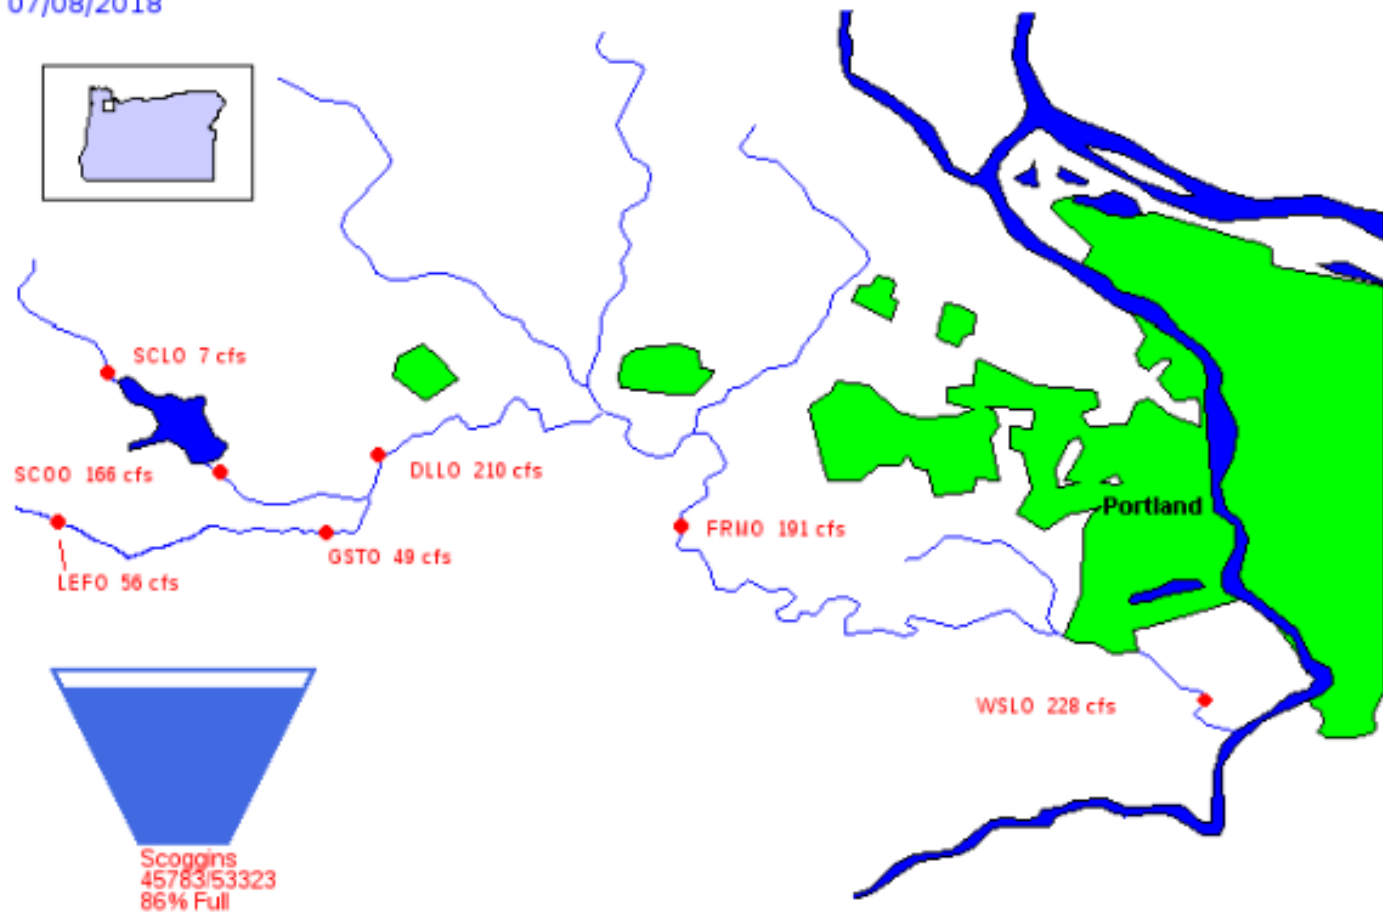 07/08/2018
SCLO 7 cfs
SCOO 166 cfs
DLLO 210 cfs
Portland
FRMO 191 cfs
GSTO 49 cfs
LEFO 56 cfs
WSLO 228 cfs
Scoggins
45783/53323
86% Full